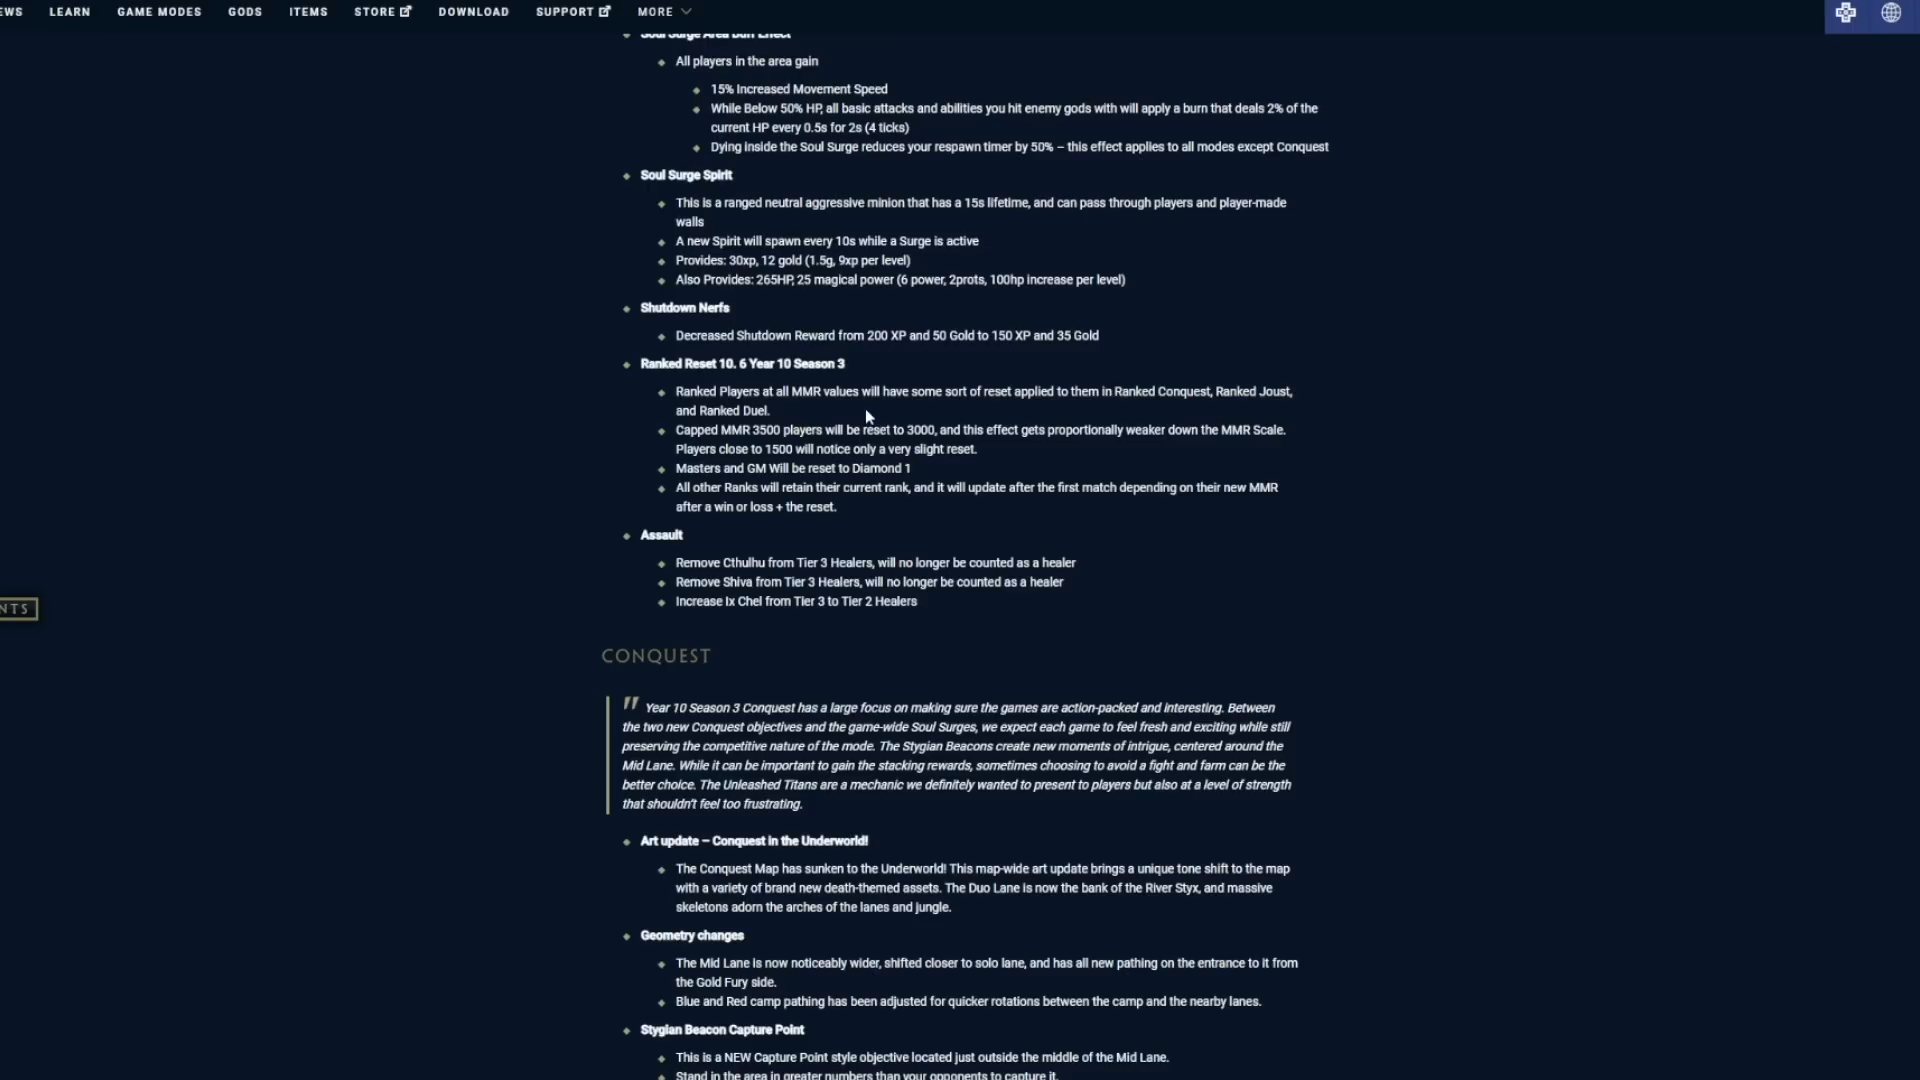 EWS LEARN GAME MODES GODS ITEMS STORE DOWNLOAD SUPPORT MORE
Soul Surge Area Buff Effect
All players in the area gain
15% Increased Movement Speed
While Below 50% HP, all basic attacks and abilities you hit enemy gods with will apply a burn that deals 2% of the
current HP every 0.5s for 2s (4 ticks)
Dying inside the Soul Surge reduces your respawn timer by 50% – this effect applies to all modes except Conquest
Soul Surge Spirit
This is a ranged neutral aggressive minion that has a 15s lifetime, and can pass through players and player-made
walls
A new Spirit will spawn every 10s while a Surge is active
Provides: 30xp, 12 gold (1.5g, 9xp per level)
Also Provides: 265HP, 25 magical power (6 power, 2prots, 100hp increase per level)
Shutdown Nerfs
Decreased Shutdown Reward from 200 XP and 50 Gold to 150 XP and 35 Gold
Ranked Reset 10. 6 Year 10 Season 3
Ranked Players at all MMR values will have some sort of reset applied to them in Ranked Conquest, Ranked Joust,
and Ranked Duel.
Capped MMR 3500 players will be reset to 3000, and this effect gets proportionally weaker down the MMR Scale.
Players close to 1500 will notice only a very slight reset.
Masters and GM Will be reset to Diamond 1
All other Ranks will retain their current rank, and it will update after the first match depending on their new MMR
after a win or loss + the reset.
Assault
Remove Cthulhu from Tier 3 Healers, will no longer be counted as a healer
Remove Shiva from Tier 3 Healers, will no longer be counted as a healer
Increase Ix Chel from Tier 3 to Tier 2 Healers
NTS
CONQUEST
" Year 10 Season 3 Conquest has a large focus on making sure the games are action-packed and interesting. Between
the two new Conquest objectives and the game-wide Soul Surges, we expect each game to feel fresh and exciting while still
preserving the competitive nature of the mode. The Stygian Beacons create new moments of intrigue, centered around the
Mid Lane. While it can be important to gain the stacking rewards, sometimes choosing to avoid a fight and farm can be the
better choice. The Unleashed Titans are a mechanic we definitely wanted to present to players but also at a level of strength
that shouldn't feel too frustrating.
Art update – Conquest in the Underworld!
The Conquest Map has sunken to the Underworld! This map-wide art update brings a unique tone shift to the map
with a variety of brand new death-themed assets. The Duo Lane is now the bank of the River Styx, and massive
skeletons adorn the arches of the lanes and jungle.
Geometry changes
The Mid Lane is now noticeably wider, shifted closer to solo lane, and has all new pathing on the entrance to it from
the Gold Fury side.
Blue and Red camp pathing has been adjusted for quicker rotations between the camp and the nearby lanes.
Stygian Beacon Capture Point
This is a NEW Capture Point style objective located just outside the middle of the Mid Lane.
Stand in the area in greater numbers than your opponents to capture it.